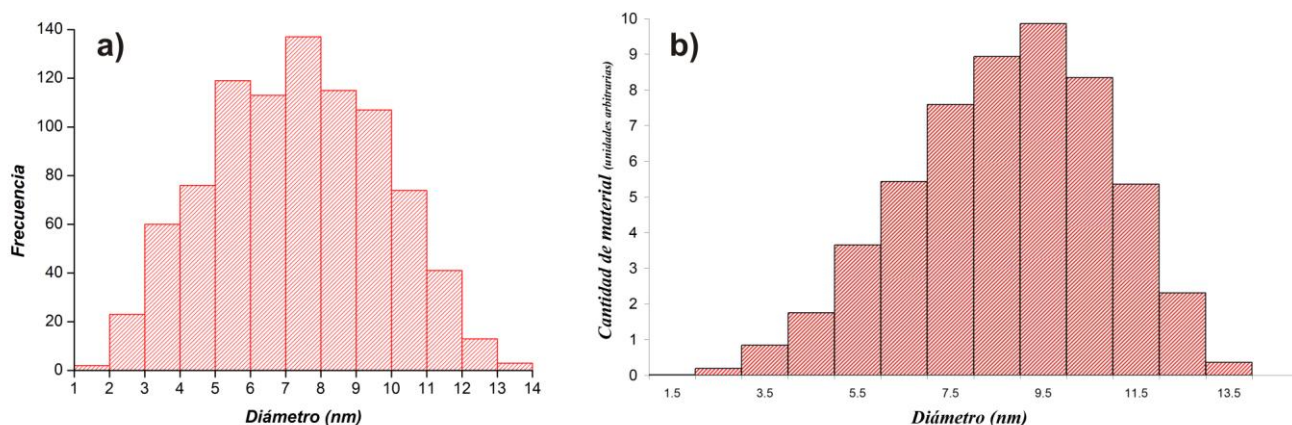 a)
Frecuencia
140
120
100
80
60
40
20
0
1 2 3 4 5 6 7 8 9 10 11 12 13 14
Diámetro (nm)
b)
Cantidad de material (unidades arbitrarias)
10
9
8
7
6
5
4
3
2
1
0
1.5 3.5 5.5 7.5 9.5 11.5 13.5
Diámetro (nm)